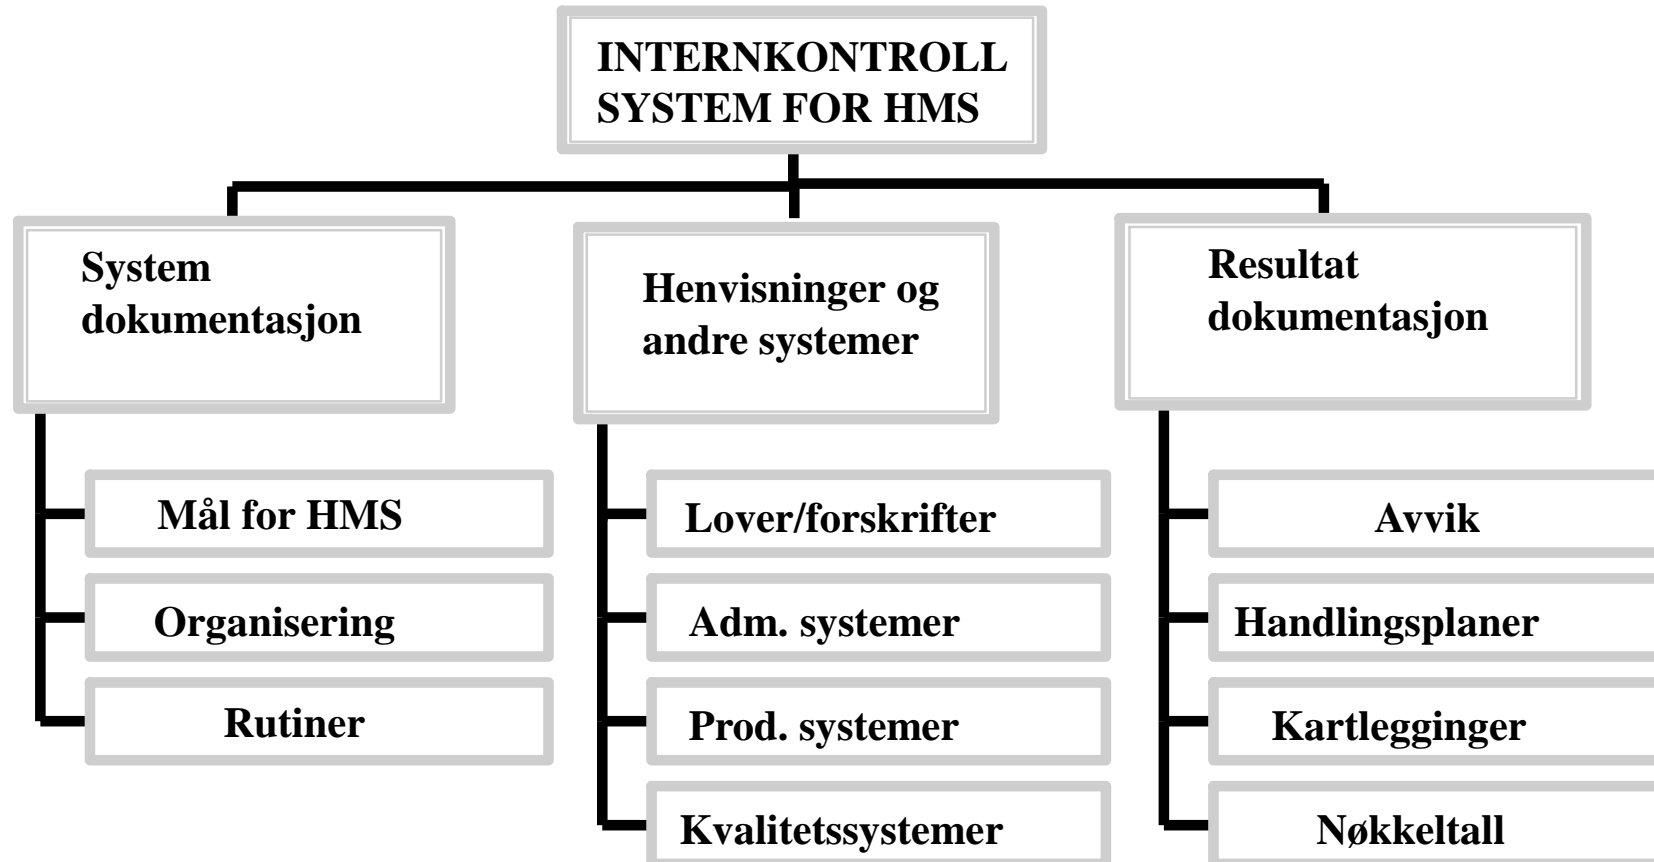 INTERNKONTROLL
SYSTEM FOR HMS
System
dokumentasjon
Henvisninger og
andre systemer
Resultat
dokumentasjon
Mål for HMS
Organisering
Rutiner
Lover/forskrifter
Adm. systemer
Prod. systemer
Kvalitetssystemer
Avvik
Handlingsplaner
Kartlegginger
Nøkkeltall